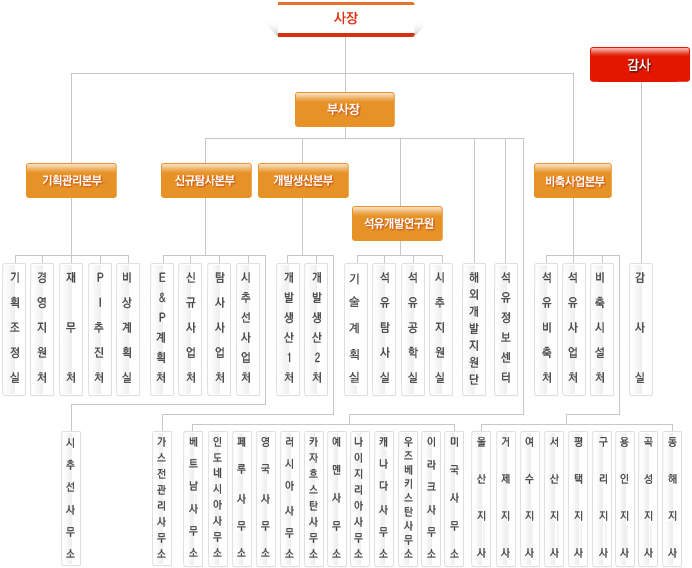 사장
감사
부사장
기획관리본부
신규탐사본부
개발생산본부
비축사업본부
석유개발연구원
기획조정실
경영지원처
재무처
PI추진처
비상계획실
E&P계획처
신규사업처
탐사사업처
시추선사업처
개발생산1처
개발생산2처
기술계획실
석유탐사실
석유공학실
시추지원실
해외개발지원단
석유정보센터
석유비축처
석유사업처
비축시설처
감사실
시추선사무소
가스전관리사무소
베트남사무소
인도네시아사무소
페루사무소
영국사무소
러시아사무소
카자흐스탄사무소
예멘사무소
나이지리아사무소
캐나다사무소
우즈베키스탄사무소
이라크사무소
미국사무소
울산지사
거제지사
여수지사
서산지사
평택지사
구리지사
용인지사
곡성지사
동해지사